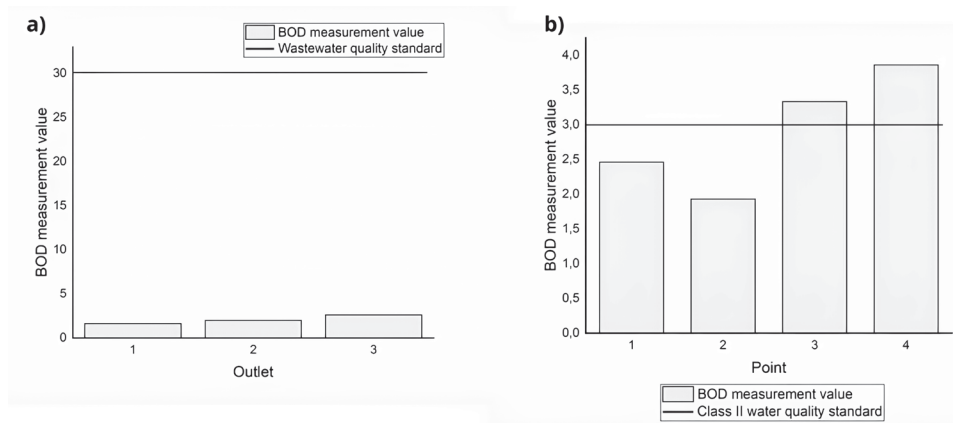 a)
BOD measurement value
Wastewater quality standard
30
25
20
15
10
5
0
BOD measurement value
1 2 3
Outlet
b)
4,0
3,5
3,0
2,5
2,0
1,5
1,0
0,5
0,0
BOD measurement value
1 2 3 4
Point
BOD measurement value
Class II water quality standard